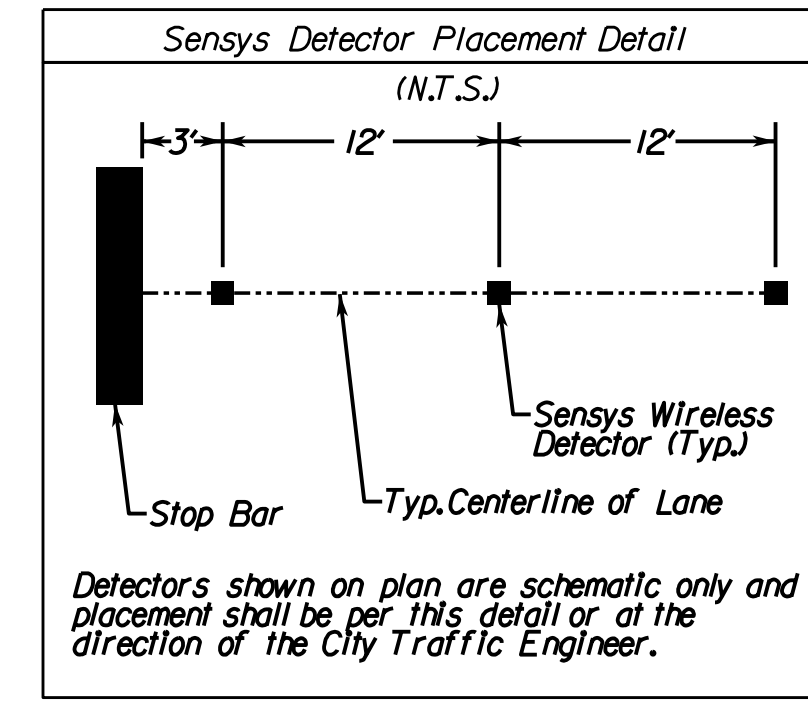 Sensys Detector Placement Detail
(N.T.S.)
3' 12' 12'
Sensys Wireless
Detector (Typ.)
Typ. Centerline of Lane
Stop Bar
Detectors shown on plan are schematic only and
placement shall be per this detail or at the
direction of the City Traffic Engineer.